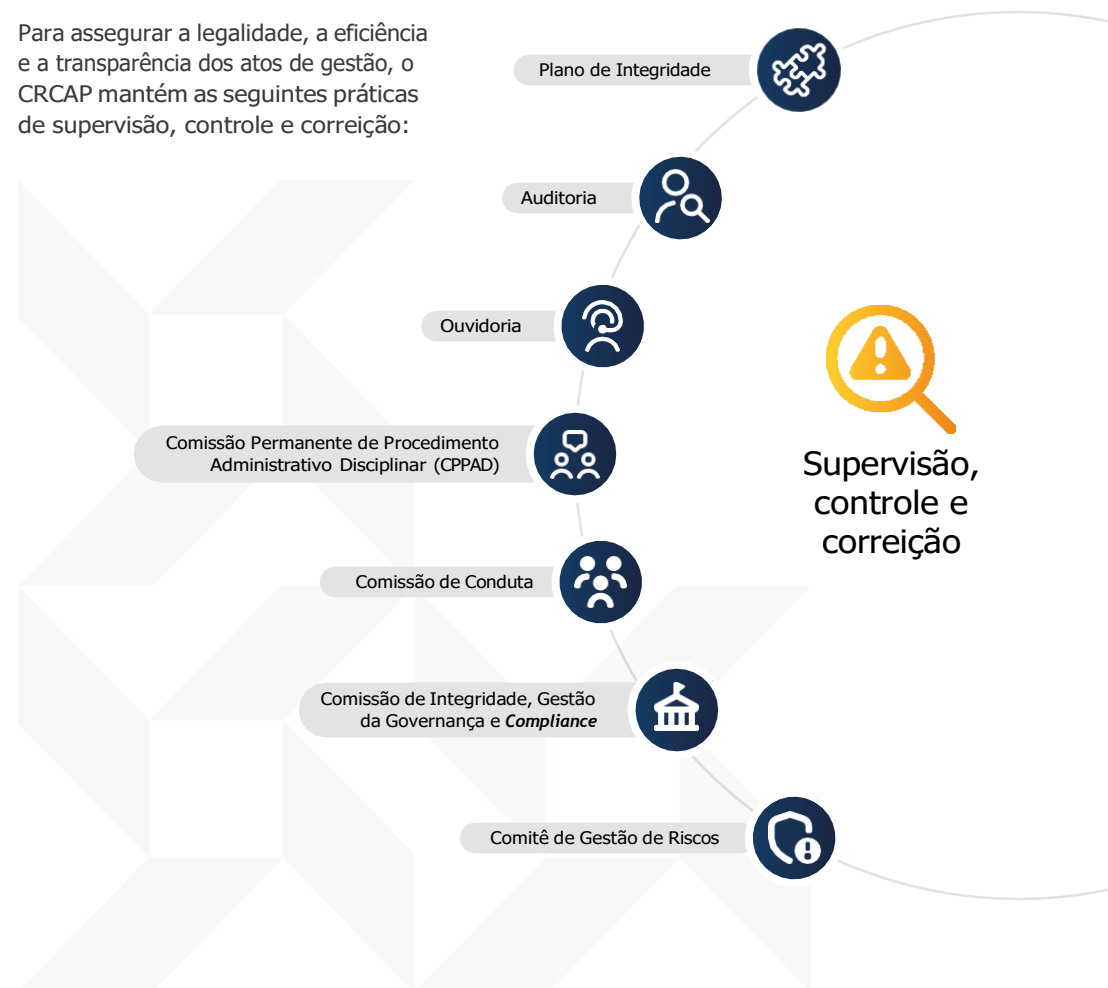 Para assegurar a legalidade, a eficiência
e a transparência dos atos de gestão, o
CRCAP mantém as seguintes práticas
de supervisão, controle e correição:
Plano de Integridade
Auditoria
Ouvidoria
Comissão Permanente de Procedimento
Administrativo Disciplinar (CPPAD)
Comissão de Conduta
Comissão de Integridade, Gestão
da Governança e Compliance
Comitê de Gestão de Riscos
Supervisão,
controle e
correição